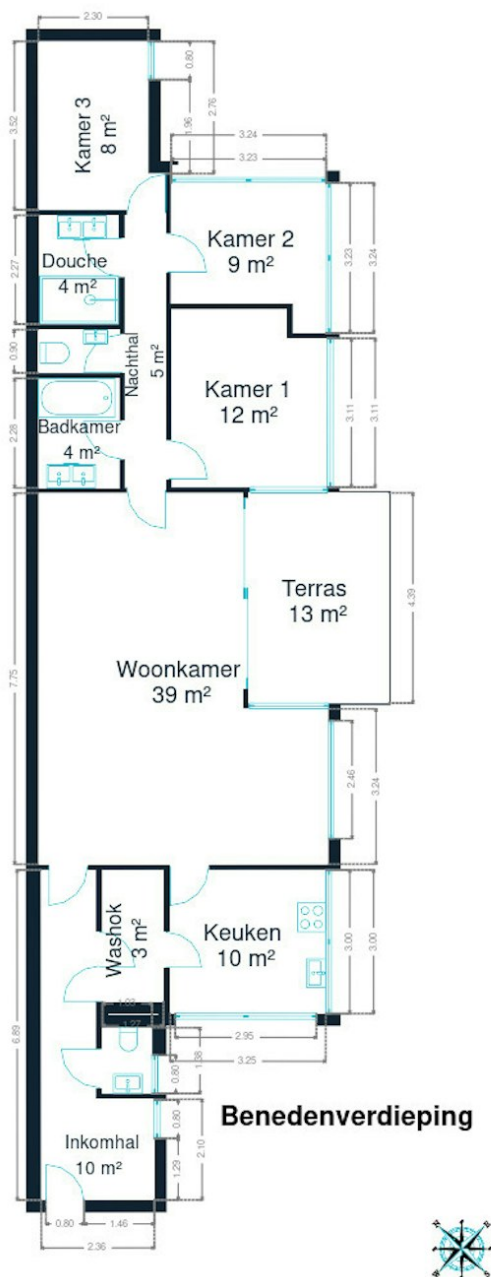 2.30
0.80
2.76
1.96
3.52
Kamer 3
8 m²
3.24
3.23
Kamer 2
9 m²
3.23
3.24
Douche
4 m²
2.27
0.90
Nachthal
5 m²
Kamer 1
12 m²
3.11
3.11
2.28
Badkamer
4 m²
Terras
13 m²
4.39
Woonkamer
39 m²
7.75
2.46
3.24
Washok
3 m²
Keuken
10 m²
3.00
3.00
6.89
1.03
1.27
2.95
3.25
0.80
1.38
Benedenverdieping
0.80
2.10
1.29
Inkomhal
10 m²
0.80
1.46
2.36